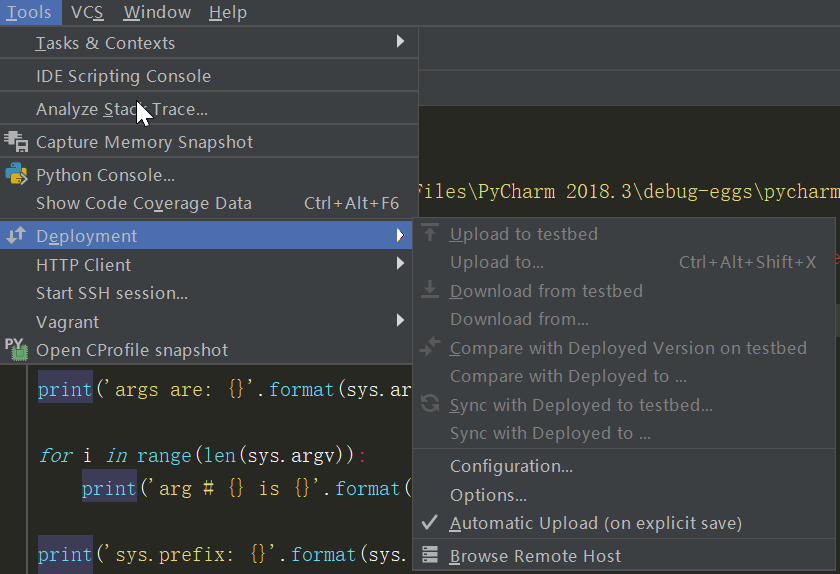 Tools VCS Window Help
Tasks & Contexts
IDE Scripting Console
Analyze Stack Trace...
Capture Memory Snapshot
Python Console...
Files\PyCharm 2018.3\debug-eggs\pycharm
Show Code Coverage Data Ctrl+Alt+F6
Deployment
HTTP Client
Start SSH session...
Vagrant
PY Open CProfile snapshot
Upload to testbed
Upload to... Ctrl+Alt+Shift+X
Download from testbed
Download from...
Compare with Deployed Version on testbed
Compare with Deployed to ...
Sync with Deployed to testbed...
Sync with Deployed to ...
Configuration...
Options...
Automatic Upload (on explicit save)
Browse Remote Host
print('args are: {}'.format(sys.ar
for i in range(len(sys.argv)):
print('arg # {} is {}'.format(
print('sys.prefix: {}'.format(sys.